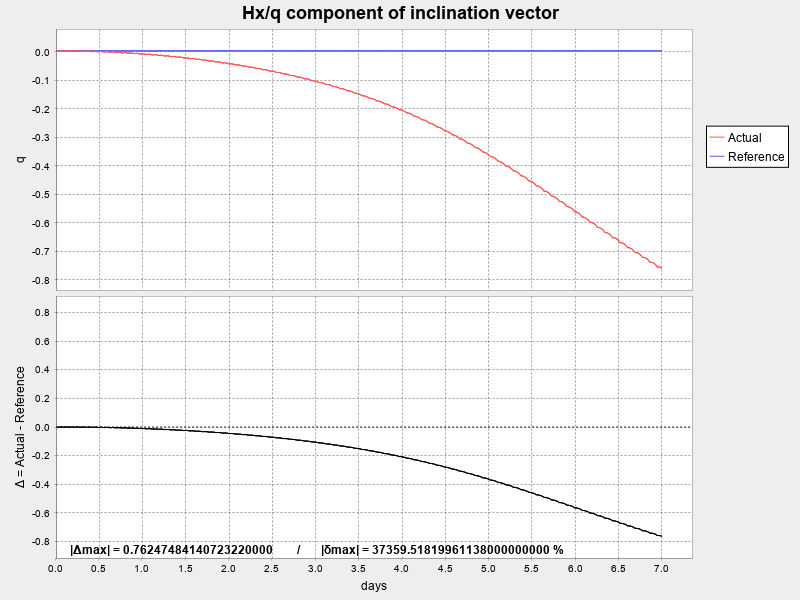 Hx/q component of inclination vector
0.0
-0.1
-0.2
-0.3
-0.4
-0.5
-0.6
-0.7
-0.8
q
Actual
Reference
0.8
0.6
0.4
0.2
0.0
-0.2
-0.4
-0.6
-0.8
Δ = Actual - Reference
|Δmax| = 0.76247484140723220000 / |δmax| = 37359.51819961138000000000 %
0.0 0.5 1.0 1.5 2.0 2.5 3.0 3.5 4.0 4.5 5.0 5.5 6.0 6.5 7.0
days